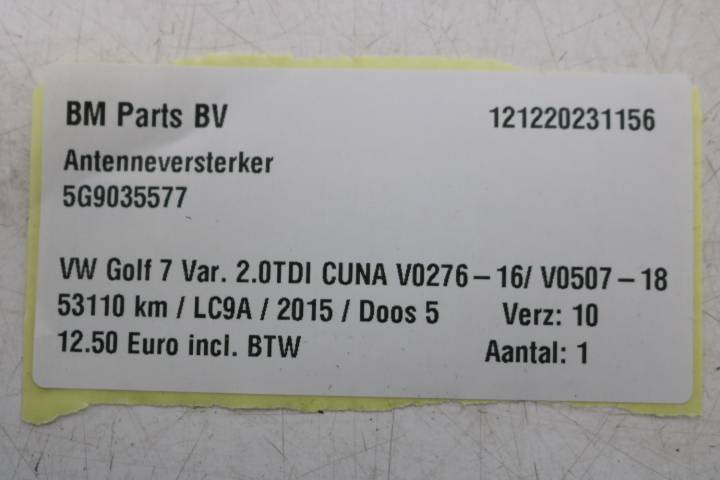 BM Parts BV 121220231156
Antenneversterker
5G9035577
VW Golf 7 Var. 2.0TDI CUNA V0276-16/ V0507-18
53110 km / LC9A / 2015 / Doos 5 Verz: 10
12.50 Euro incl. BTW Aantal: 1